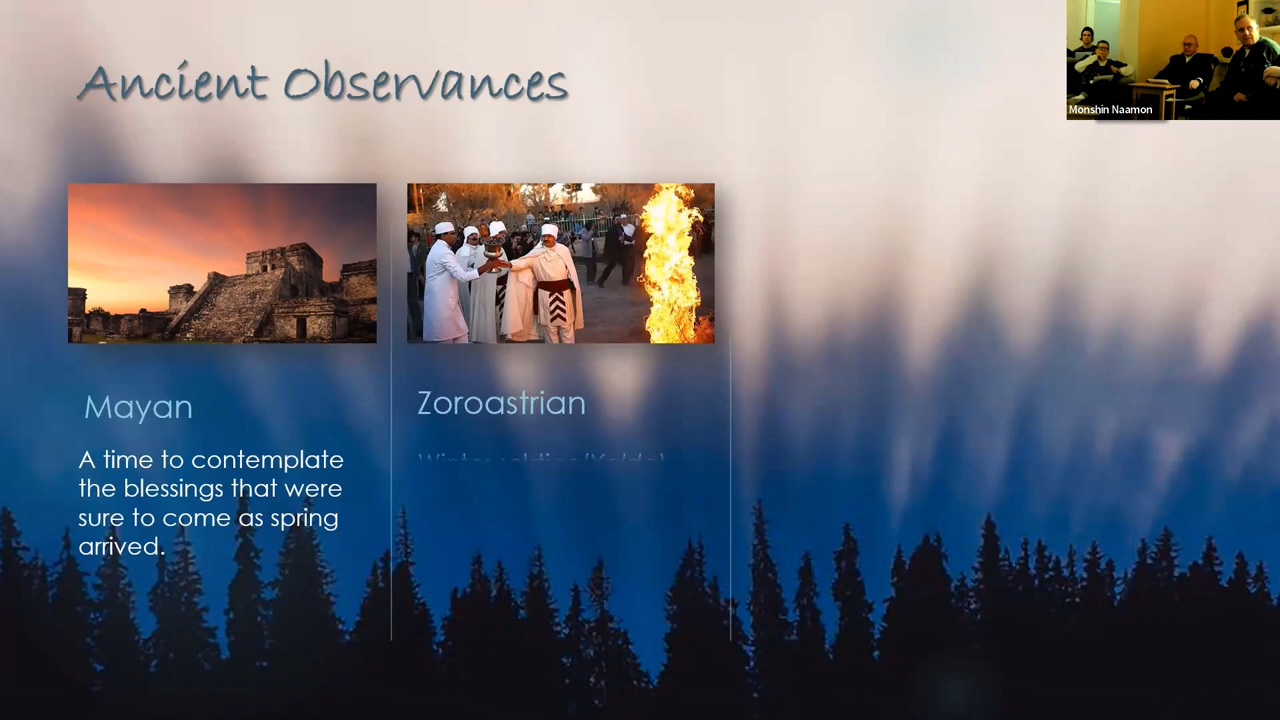 Ancient Observances
Monshin Naamon
Mayan
A time to contemplate
the blessings that were
sure to come as spring
arrived.
Zoroastrian